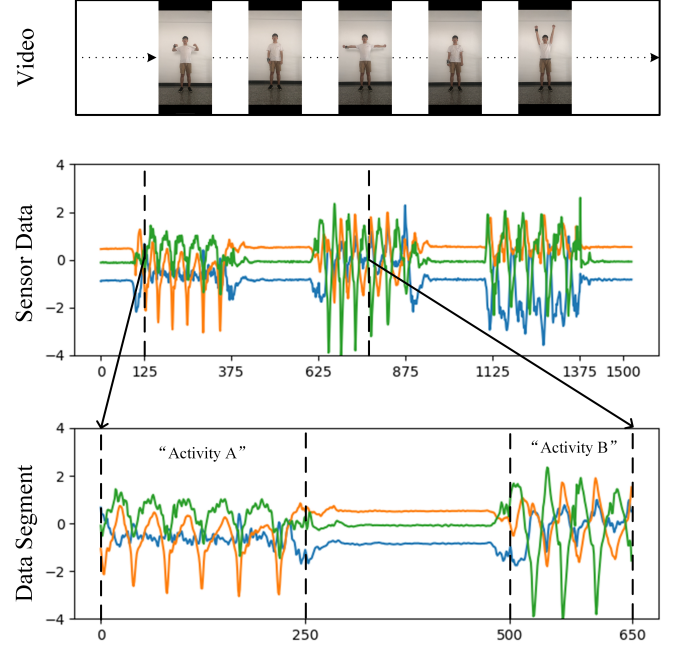 Video
Sensor Data
4
2
0
−2
−4
0 125 375 625 875 1125 1375 1500
Data Segment
4
2
0
−2
−4
“Activity A” “Activity B”
0 250 500 650